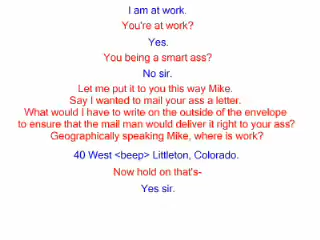 I am at work.
You're at work?
Yes.
You being a smart ass?
No sir.
Let me put it to you this way Mike.
Say I wanted to mail your ass a letter.
What would I have to write on the outside of the envelope
to ensure that the mail man would deliver it right to your ass?
Geographically speaking Mike, where is work?
40 West <beep> Littleton, Colorado.
Now hold on that's-
Yes sir.